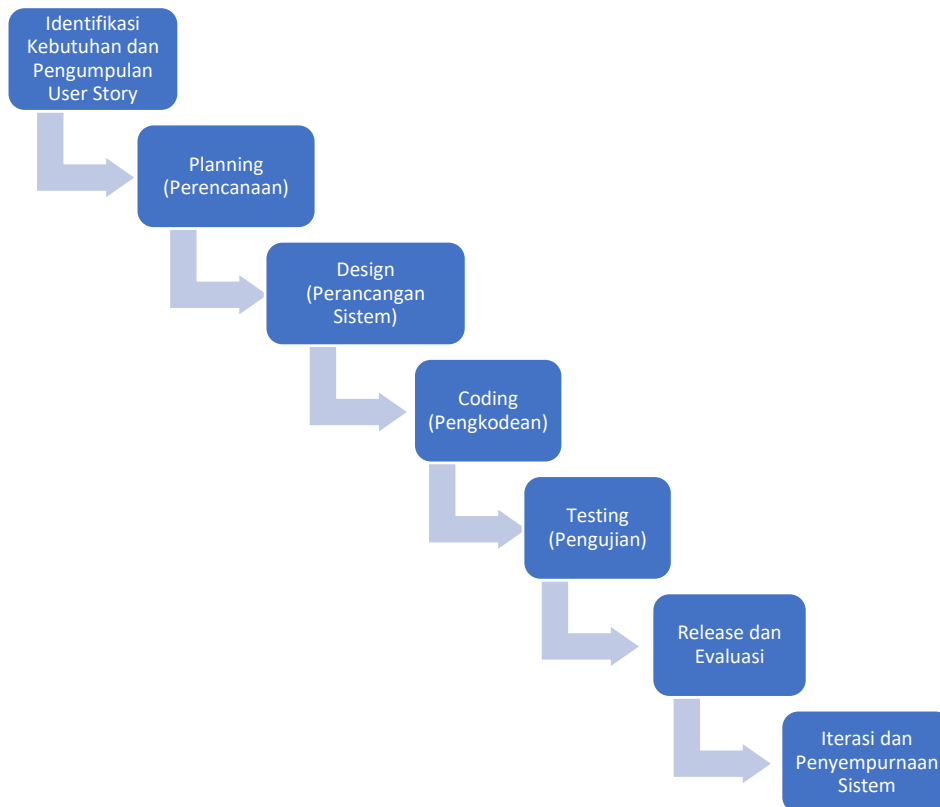 Identifikasi
Kebutuhan dan
Pengumpulan
User Story
Planning
(Perencanaan)
Design
(Perancangan
Sistem)
Coding
(Pengkodean)
Testing
(Pengujian)
Release dan
Evaluasi
Iterasi dan
Penyempurnaan
Sistem